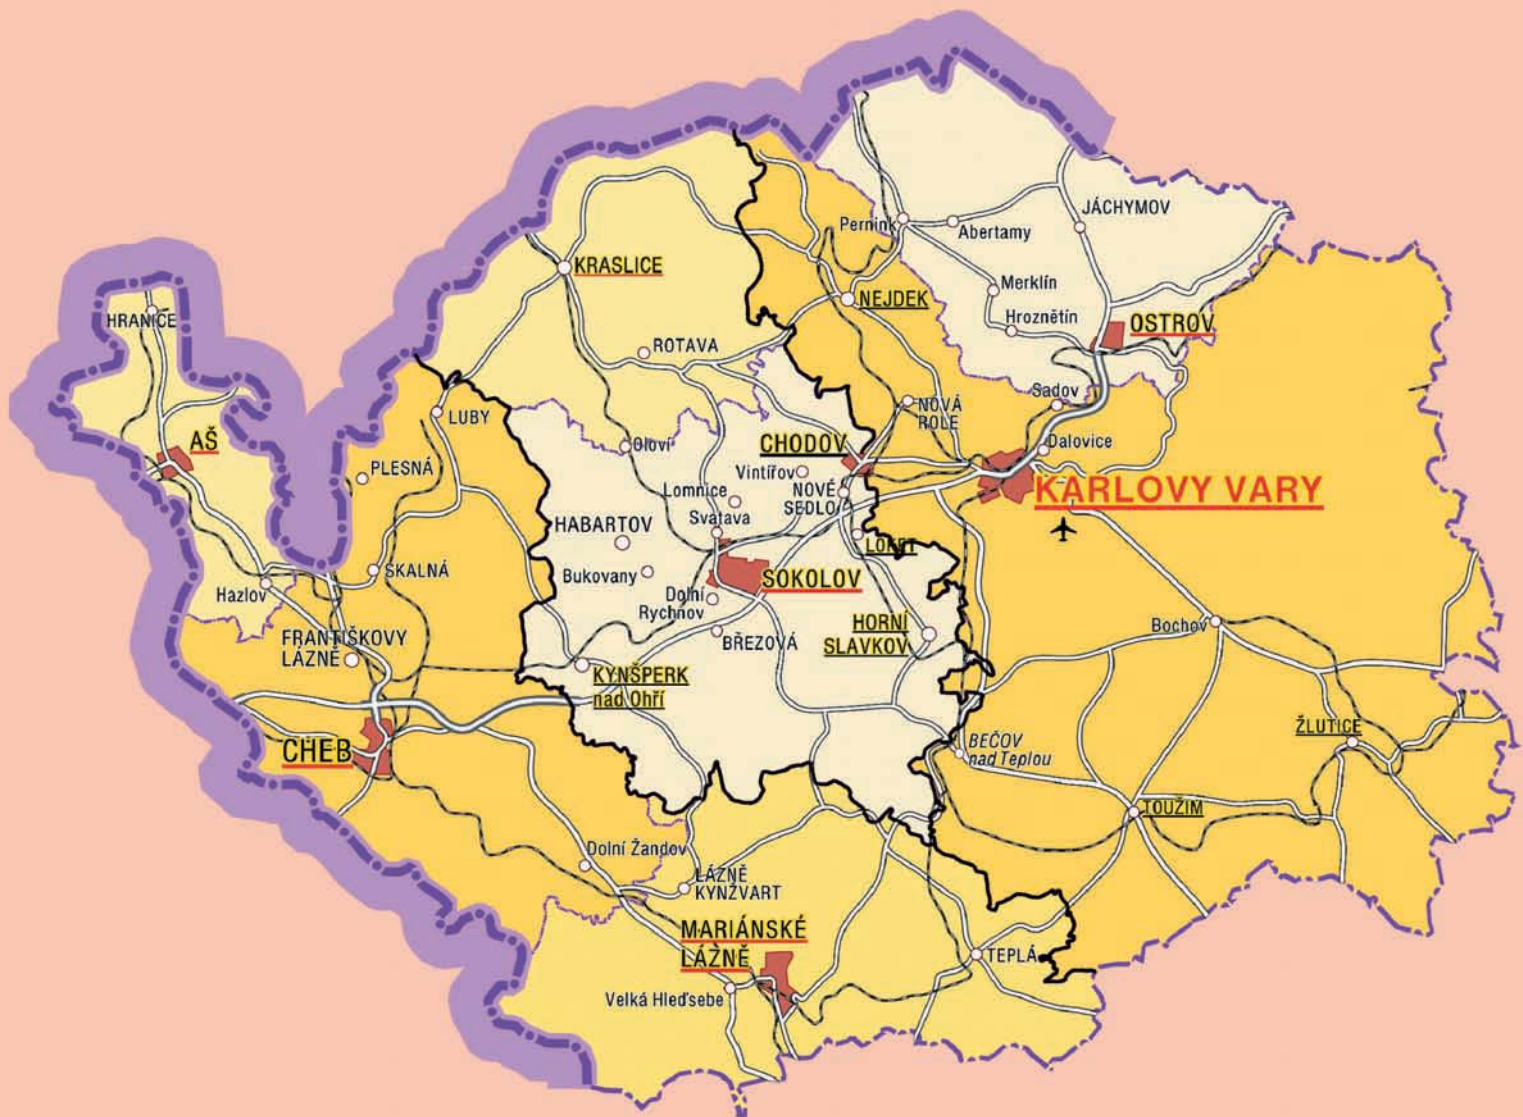 JÁCHYMOV
Pernink
Abertamy
KRASLICE
Merklín
NEJDEK
HRANICE
Hroznětín
OSTROV
ROTAVA
Sadov
LUBY
NOVÁ
ROLE
AŠ
Oloví
CHODOV
Dalovice
PLESNÁ
Vintířov
Lomnice
NOVÉ
SEDLO
KARLOVY VARY
Svatava
HABARTOV
LOKET
SKALNÁ
Bukovany
SOKOLOV
Hazlov
Dolní
Rychnov
HORNÍ
SLAVKOV
Bochov
FRANTIŠKOVY
LÁZNĚ
BŘEZOVÁ
KYNŠPERK
nad Ohří
ŽLUTICE
CHEB
BEČOV
nad Teplou
TOUŽIM
Dolní Žandov
LÁZNĚ
KYNŽVART
MARIÁNSKÉ
LÁZNĚ
TEPLÁ
Velká Hleďsebe